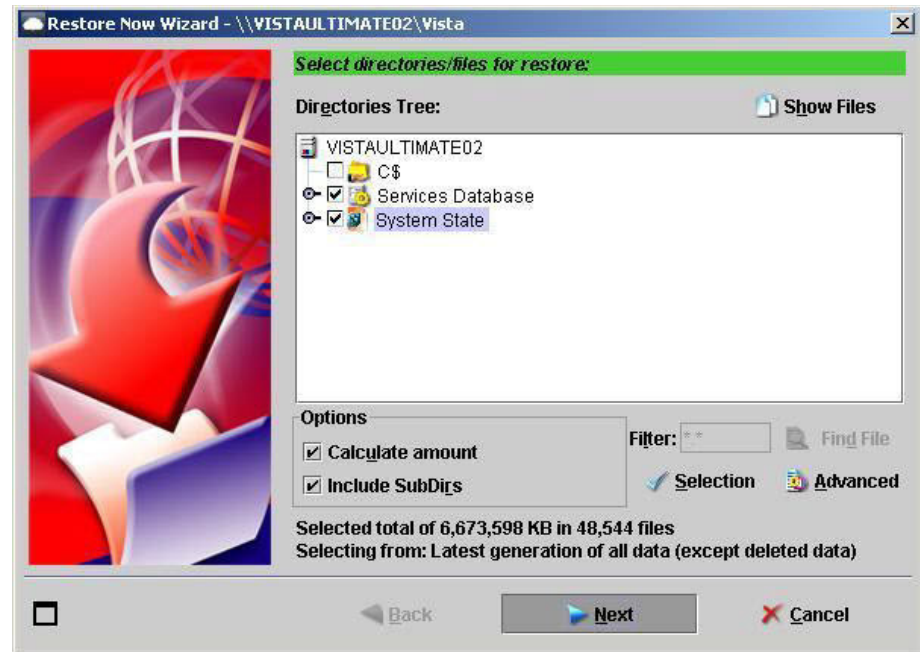 Restore Now Wizard - \\VISTAULTIMATE02\Vista
Select directories/files for restore:
Directories Tree:
Show Files
VISTAULTIMATE02
C$
Services Database
System State
Options
Calculate amount
Include SubDirs
Filter: *.*
Find File
Selection
Advanced
Selected total of 6,673,598 KB in 48,544 files
Selecting from: Latest generation of all data (except deleted data)
Back
Next
Cancel